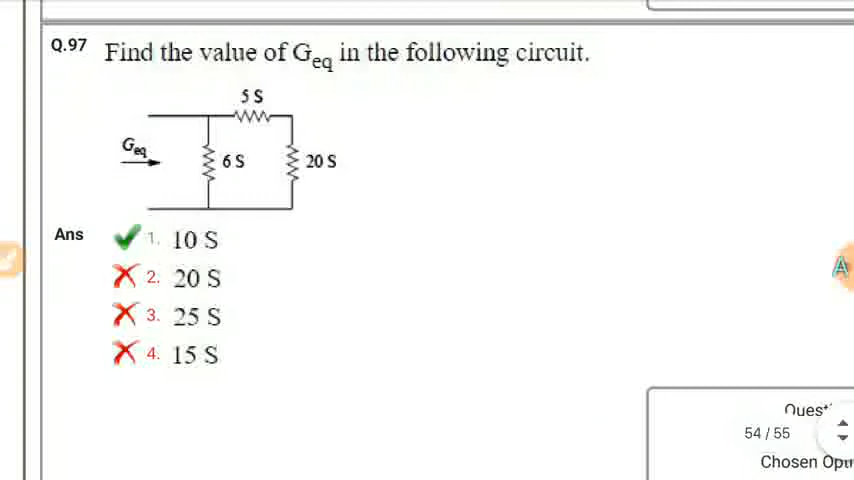 Q.97 Find the value of Geq in the following circuit.
5 S
Geq
6 S
20 S
Ans
1. 10 S
2. 20 S
3. 25 S
4. 15 S
A
54 / 55
Chosen